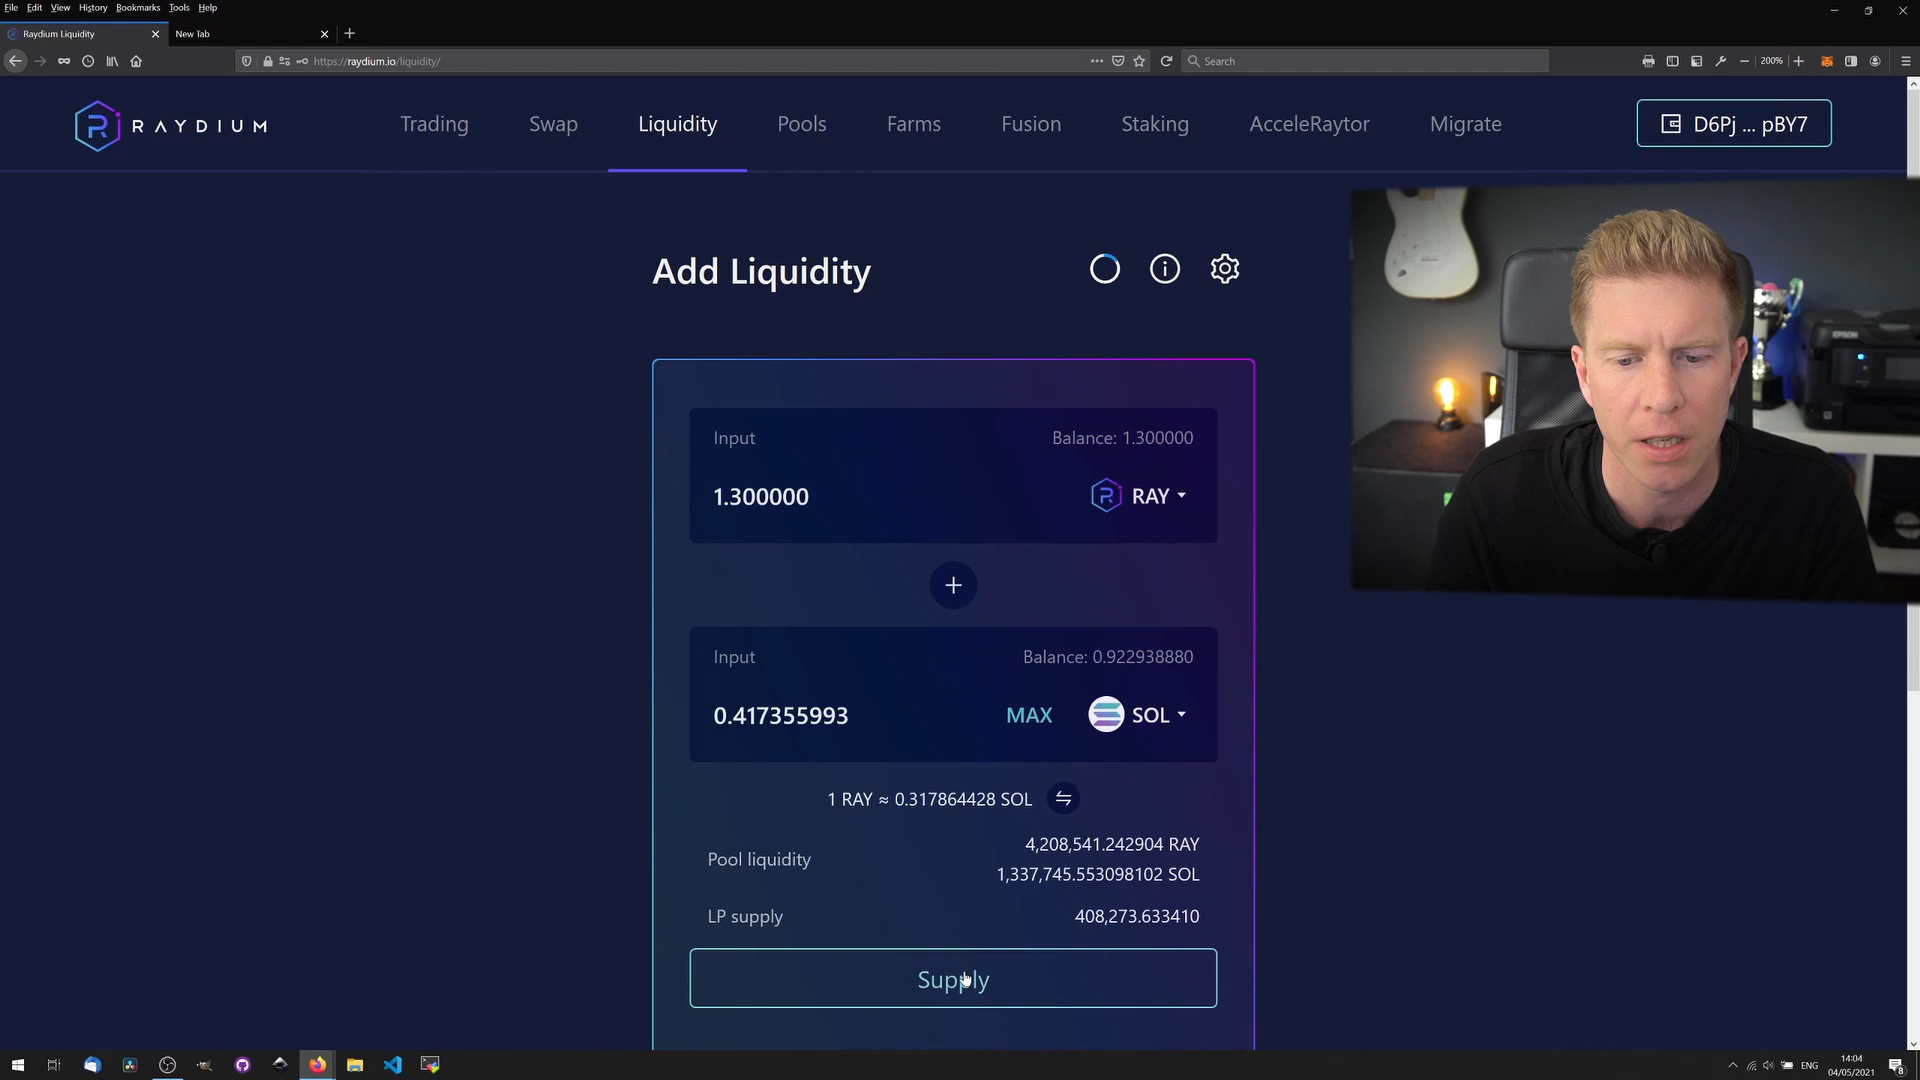 File Edit View History Bookmarks Tools Help
Raydium Liquidity
New Tab
https://raydium.io/liquidity/
Search
200%
RAYDIUM
Trading
Swap
Liquidity
Pools
Farms
Fusion
Staking
AcceleRaytor
Migrate
D6Pj ... pBY7
Add Liquidity
Input
Balance: 1.300000
1.300000
RAY
Input
Balance: 0.922938880
0.417355993
MAX
SOL
1 RAY ≈ 0.317864428 SOL
Pool liquidity
4,208,541.242904 RAY
1,337,745.553098102 SOL
LP supply
408,273.633410
Supply
EPSON
ENG
14:04
04/05/2021